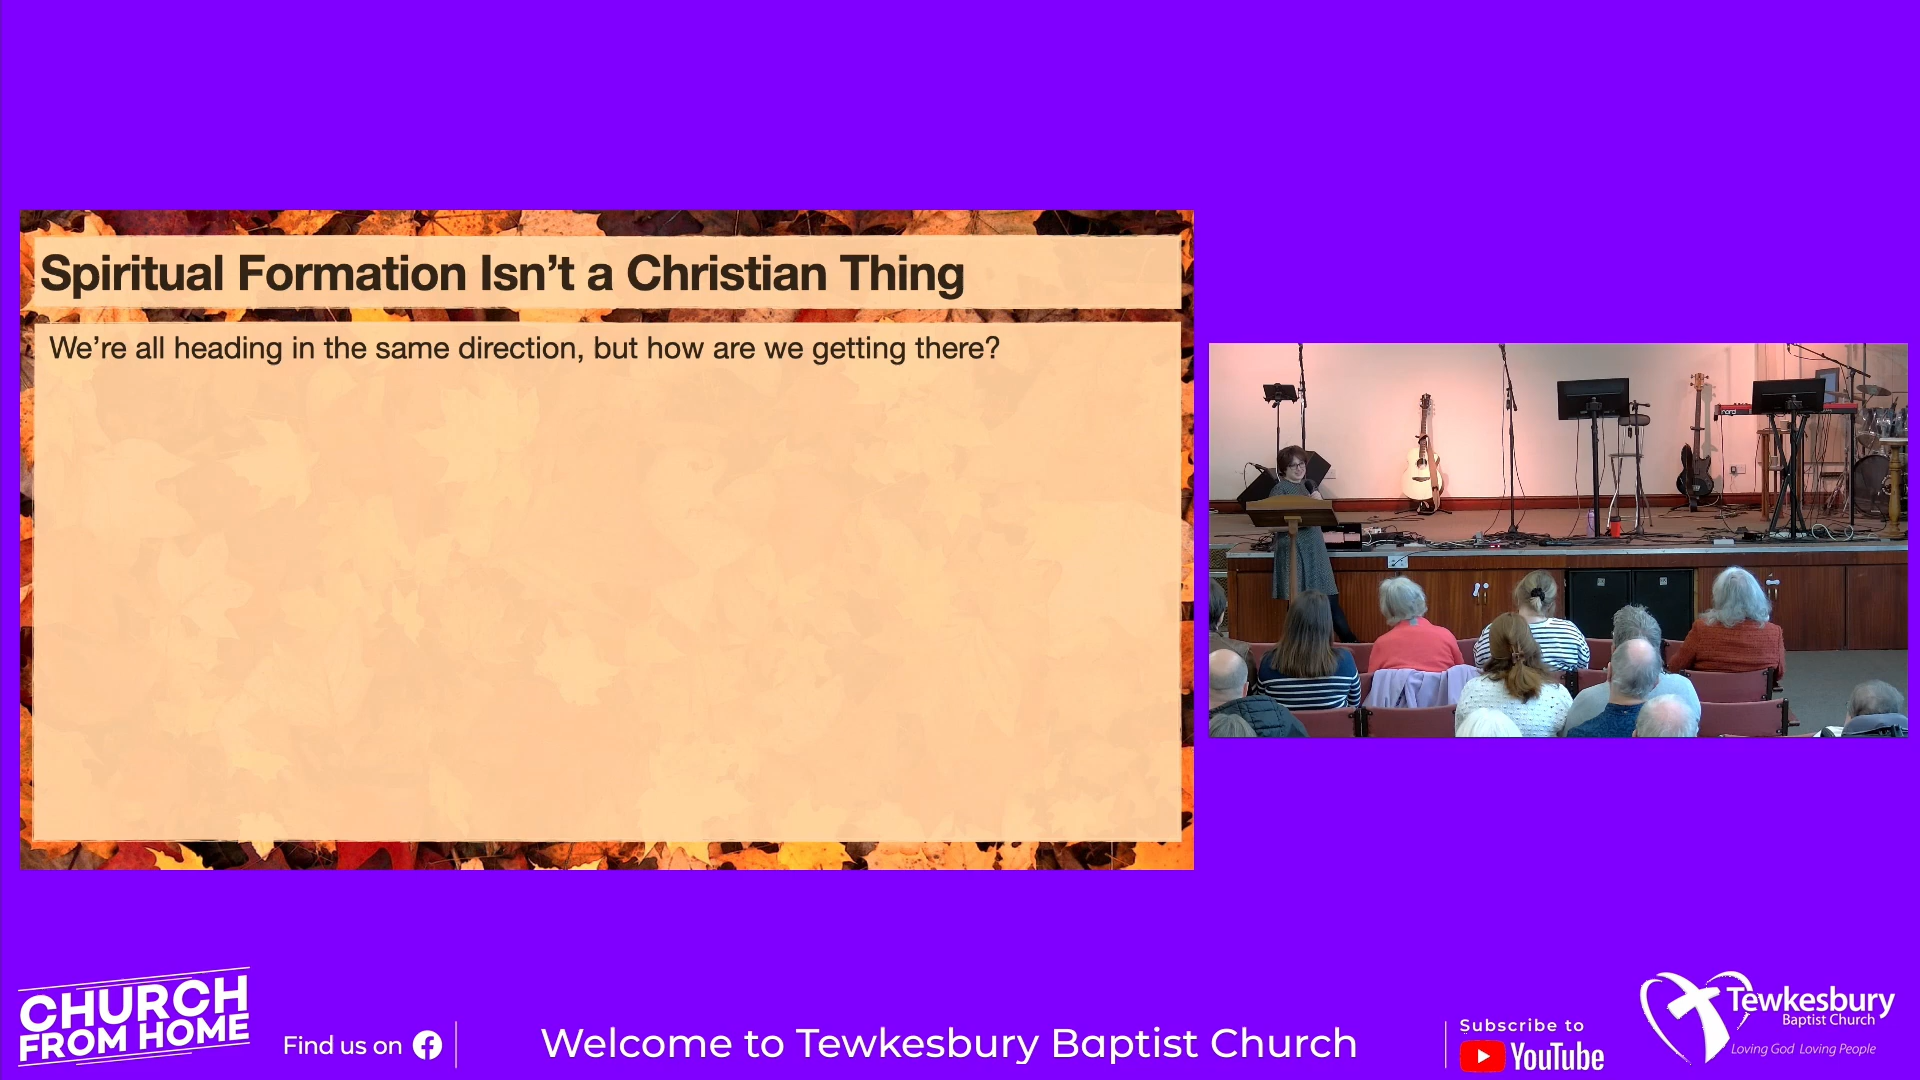 Spiritual Formation Isn’t a Christian Thing
We’re all heading in the same direction, but how are we getting there?
nord
CHURCH
FROM HOME
Find us on
Welcome to Tewkesbury Baptist Church
Subscribe to
YouTube
Tewkesbury
Baptist Church
Loving God Loving People